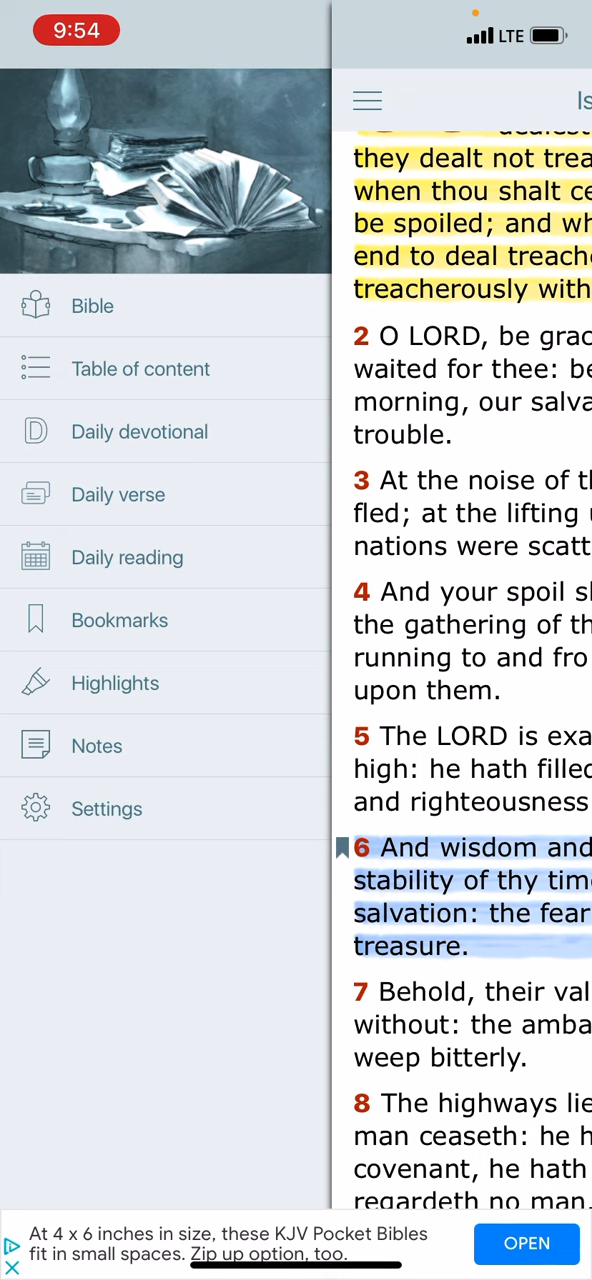 9:54
LTE
Is
they dealt not trea
when thou shalt ce
be spoiled; and wh
end to deal treache
treacherously with
Bible
Table of content
Daily devotional
Daily verse
Daily reading
Bookmarks
Highlights
Notes
Settings
2 O LORD, be grac
waited for thee: be
morning, our salva
trouble.
3 At the noise of th
fled; at the lifting u
nations were scatt
4 And your spoil sh
the gathering of th
running to and fro
upon them.
5 The LORD is exa
high: he hath filled
and righteousness
6 And wisdom and
stability of thy time
salvation: the fear
treasure.
7 Behold, their val
without: the amba
weep bitterly.
8 The highways lie
man ceaseth: he h
covenant, he hath
regardeth no man.
At 4 x 6 inches in size, these KJV Pocket Bibles
fit in small spaces. Zip up option, too.
OPEN